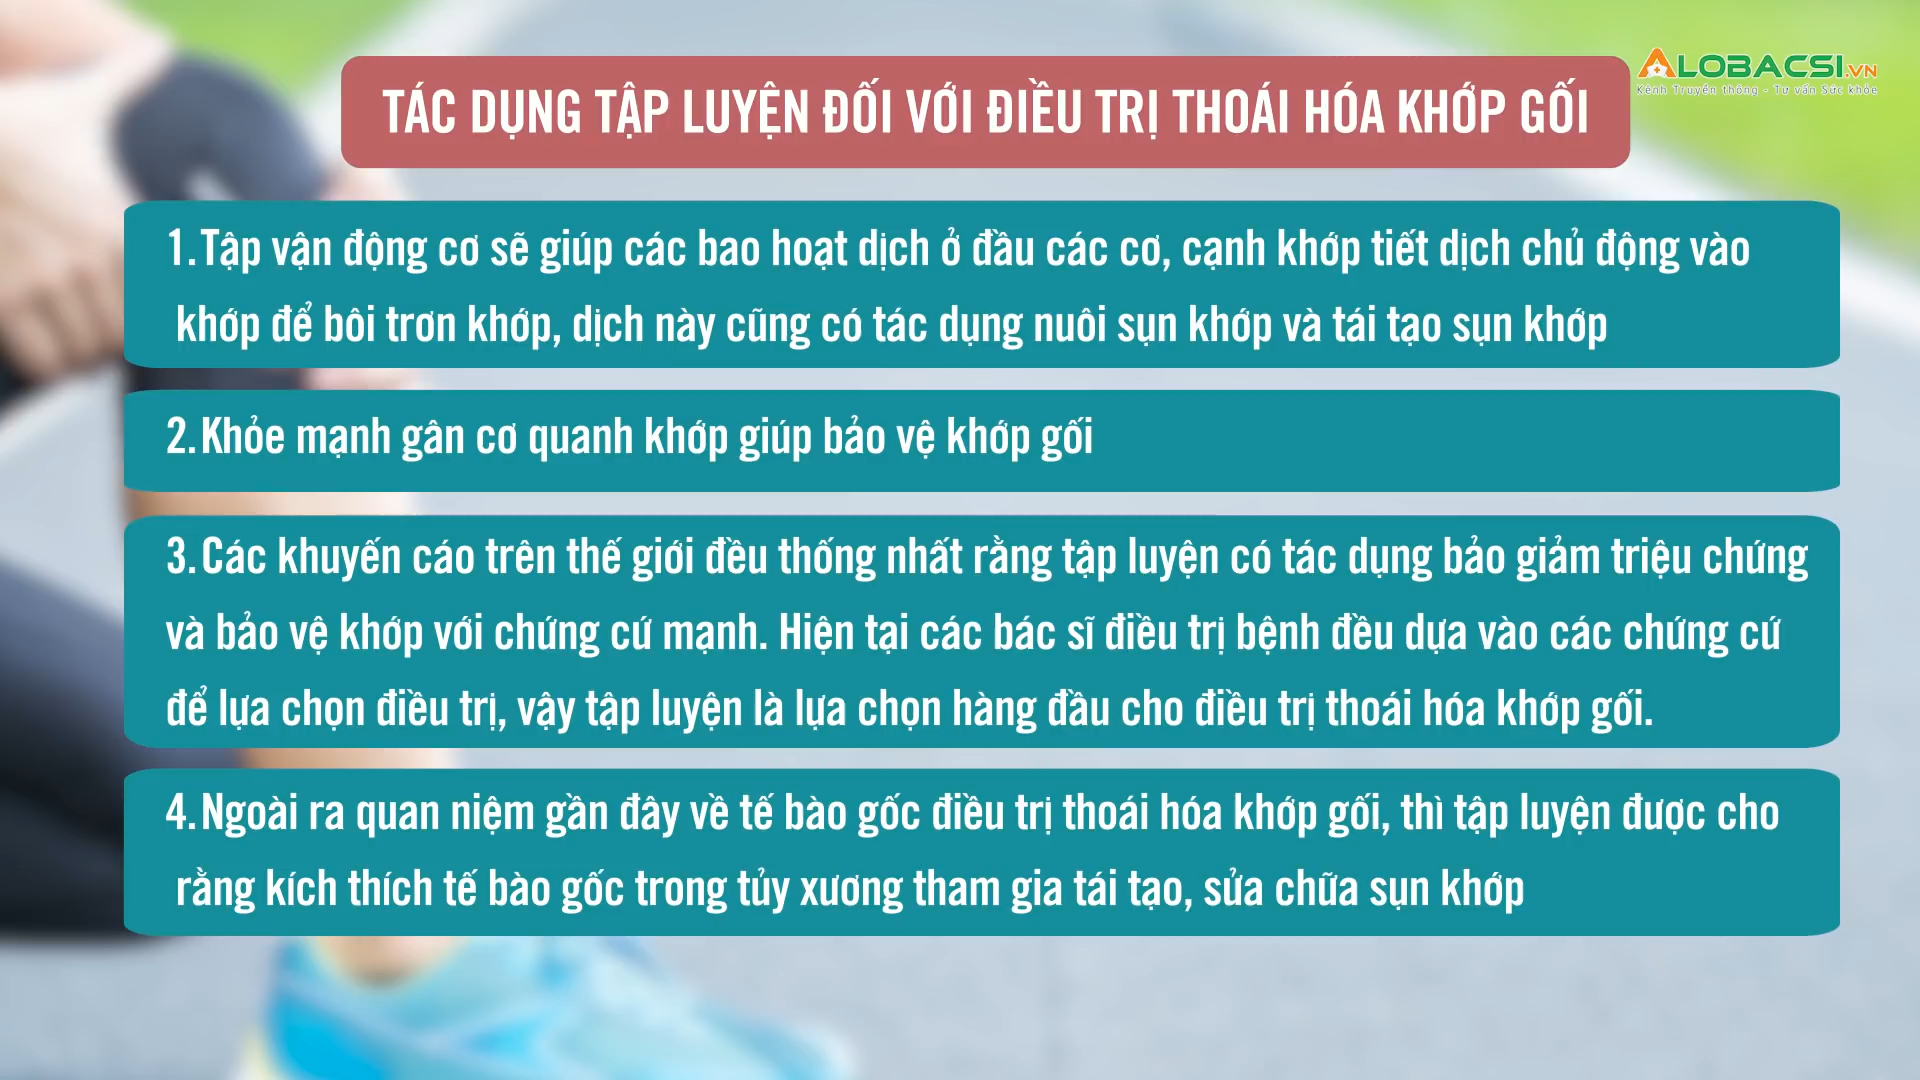 TÁC DỤNG TẬP LUYỆN ĐỐI VỚI ĐIỀU TRỊ THOÁI HÓA KHỚP GỐI
ALOBACSI.VN
Kênh Truyền thông - Tư vấn Sức khỏe
1. Tập vận động cơ sẽ giúp các bao hoạt dịch ở đầu các cơ, cạnh khớp tiết dịch chủ động vào
khớp để bôi trơn khớp, dịch này cũng có tác dụng nuôi sụn khớp và tái tạo sụn khớp
2. Khỏe mạnh gân cơ quanh khớp giúp bảo vệ khớp gối
3. Các khuyến cáo trên thế giới đều thống nhất rằng tập luyện có tác dụng bảo giảm triệu chứng
và bảo vệ khớp với chứng cứ mạnh. Hiện tại các bác sĩ điều trị bệnh đều dựa vào các chứng cứ
để lựa chọn điều trị, vậy tập luyện là lựa chọn hàng đầu cho điều trị thoái hóa khớp gối.
4. Ngoài ra quan niệm gần đây về tế bào gốc điều trị thoái hóa khớp gối, thì tập luyện được cho
rằng kích thích tế bào gốc trong tủy xương tham gia tái tạo, sửa chữa sụn khớp